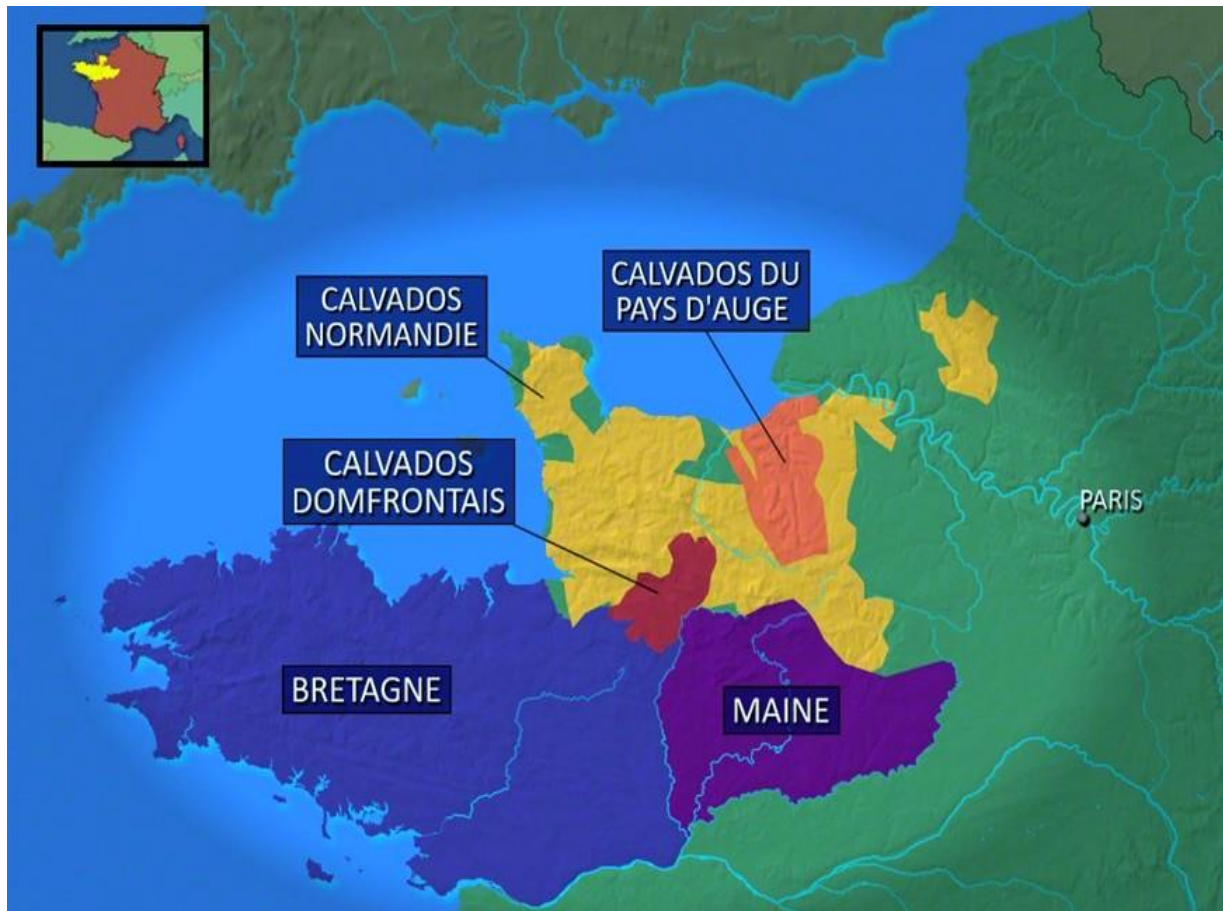 CALVADOS
NORMANDIE
CALVADOS DU
PAYS D'AUGE
CALVADOS
DOMFRONTAIS
PARIS
BRETAGNE
MAINE